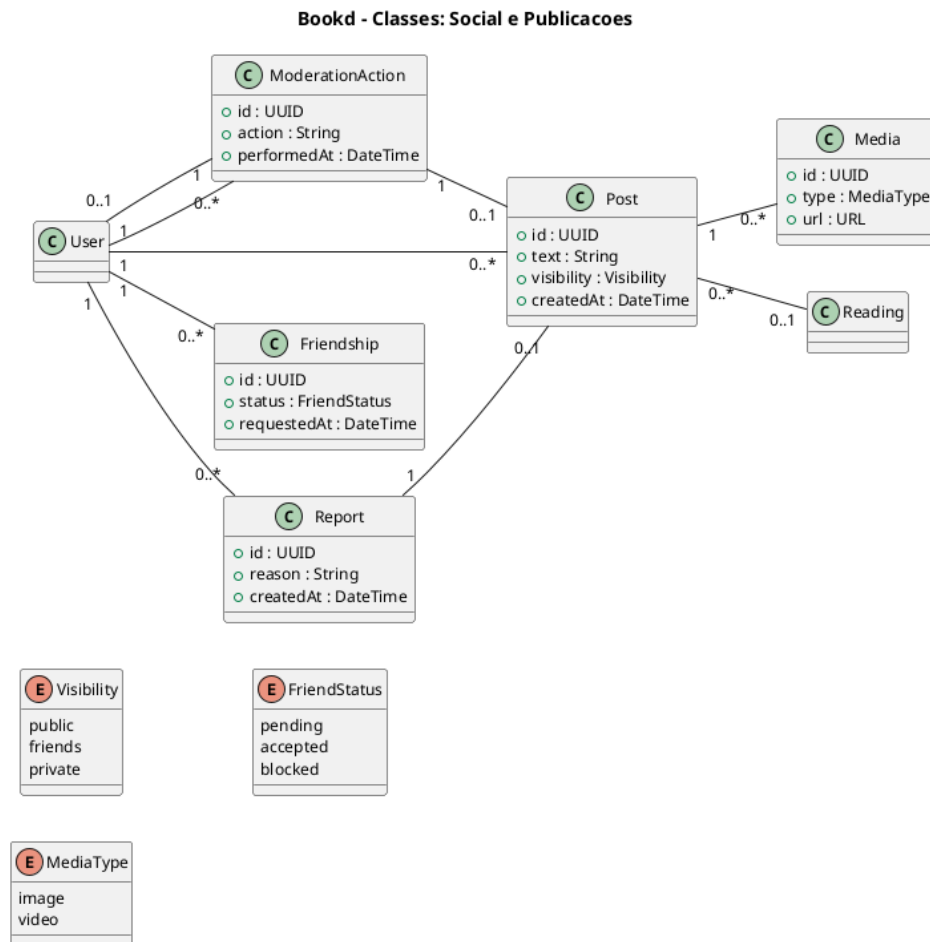 Bookd - Classes: Social e Publicacoes
C ModerationAction
id : UUID
action : String
performedAt : DateTime
1
0..1
1
0..*
1
0..1
C User
1
0..*
1
0..*
1
0..*
C Post
id : UUID
text : String
visibility : Visibility
createdAt : DateTime
1
0..*
0..*
0..1
0..1
1
C Media
id : UUID
type : MediaType
url : URL
C Reading
C Friendship
id : UUID
status : FriendStatus
requestedAt : DateTime
C Report
id : UUID
reason : String
createdAt : DateTime
E Visibility
public
friends
private
E FriendStatus
pending
accepted
blocked
E MediaType
image
video